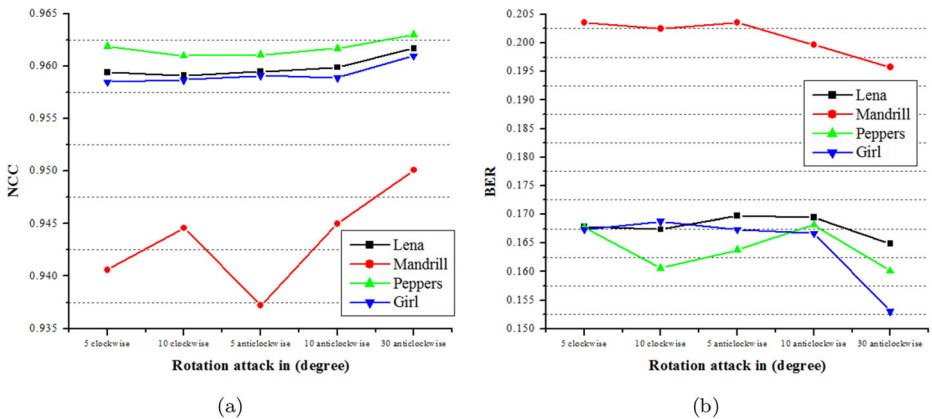 0.965
0.960
0.955
0.950
0.945
0.940
0.935
NCC
Lena
Mandrill
Peppers
Girl
5 clockwise
10 clockwise
5 anticlockwise
10 anticlockwise
30 anticlockwise
Rotation attack in (degree)
(a)
0.205
0.200
0.195
0.190
0.185
0.180
0.175
0.170
0.165
0.160
0.155
0.150
BER
Lena
Mandrill
Peppers
Girl
5 clockwise
10 clockwise
5 anticlockwise
10 anticlockwise
30 anticlockwise
Rotation attack in (degree)
(b)